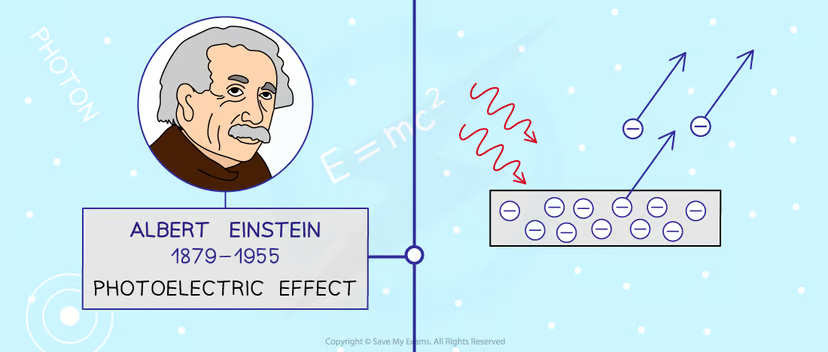 PHOTON
E = mc²
ALBERT EINSTEIN
1879–1955
PHOTOELECTRIC EFFECT
Copyright © Save My Exams. All Rights Reserved